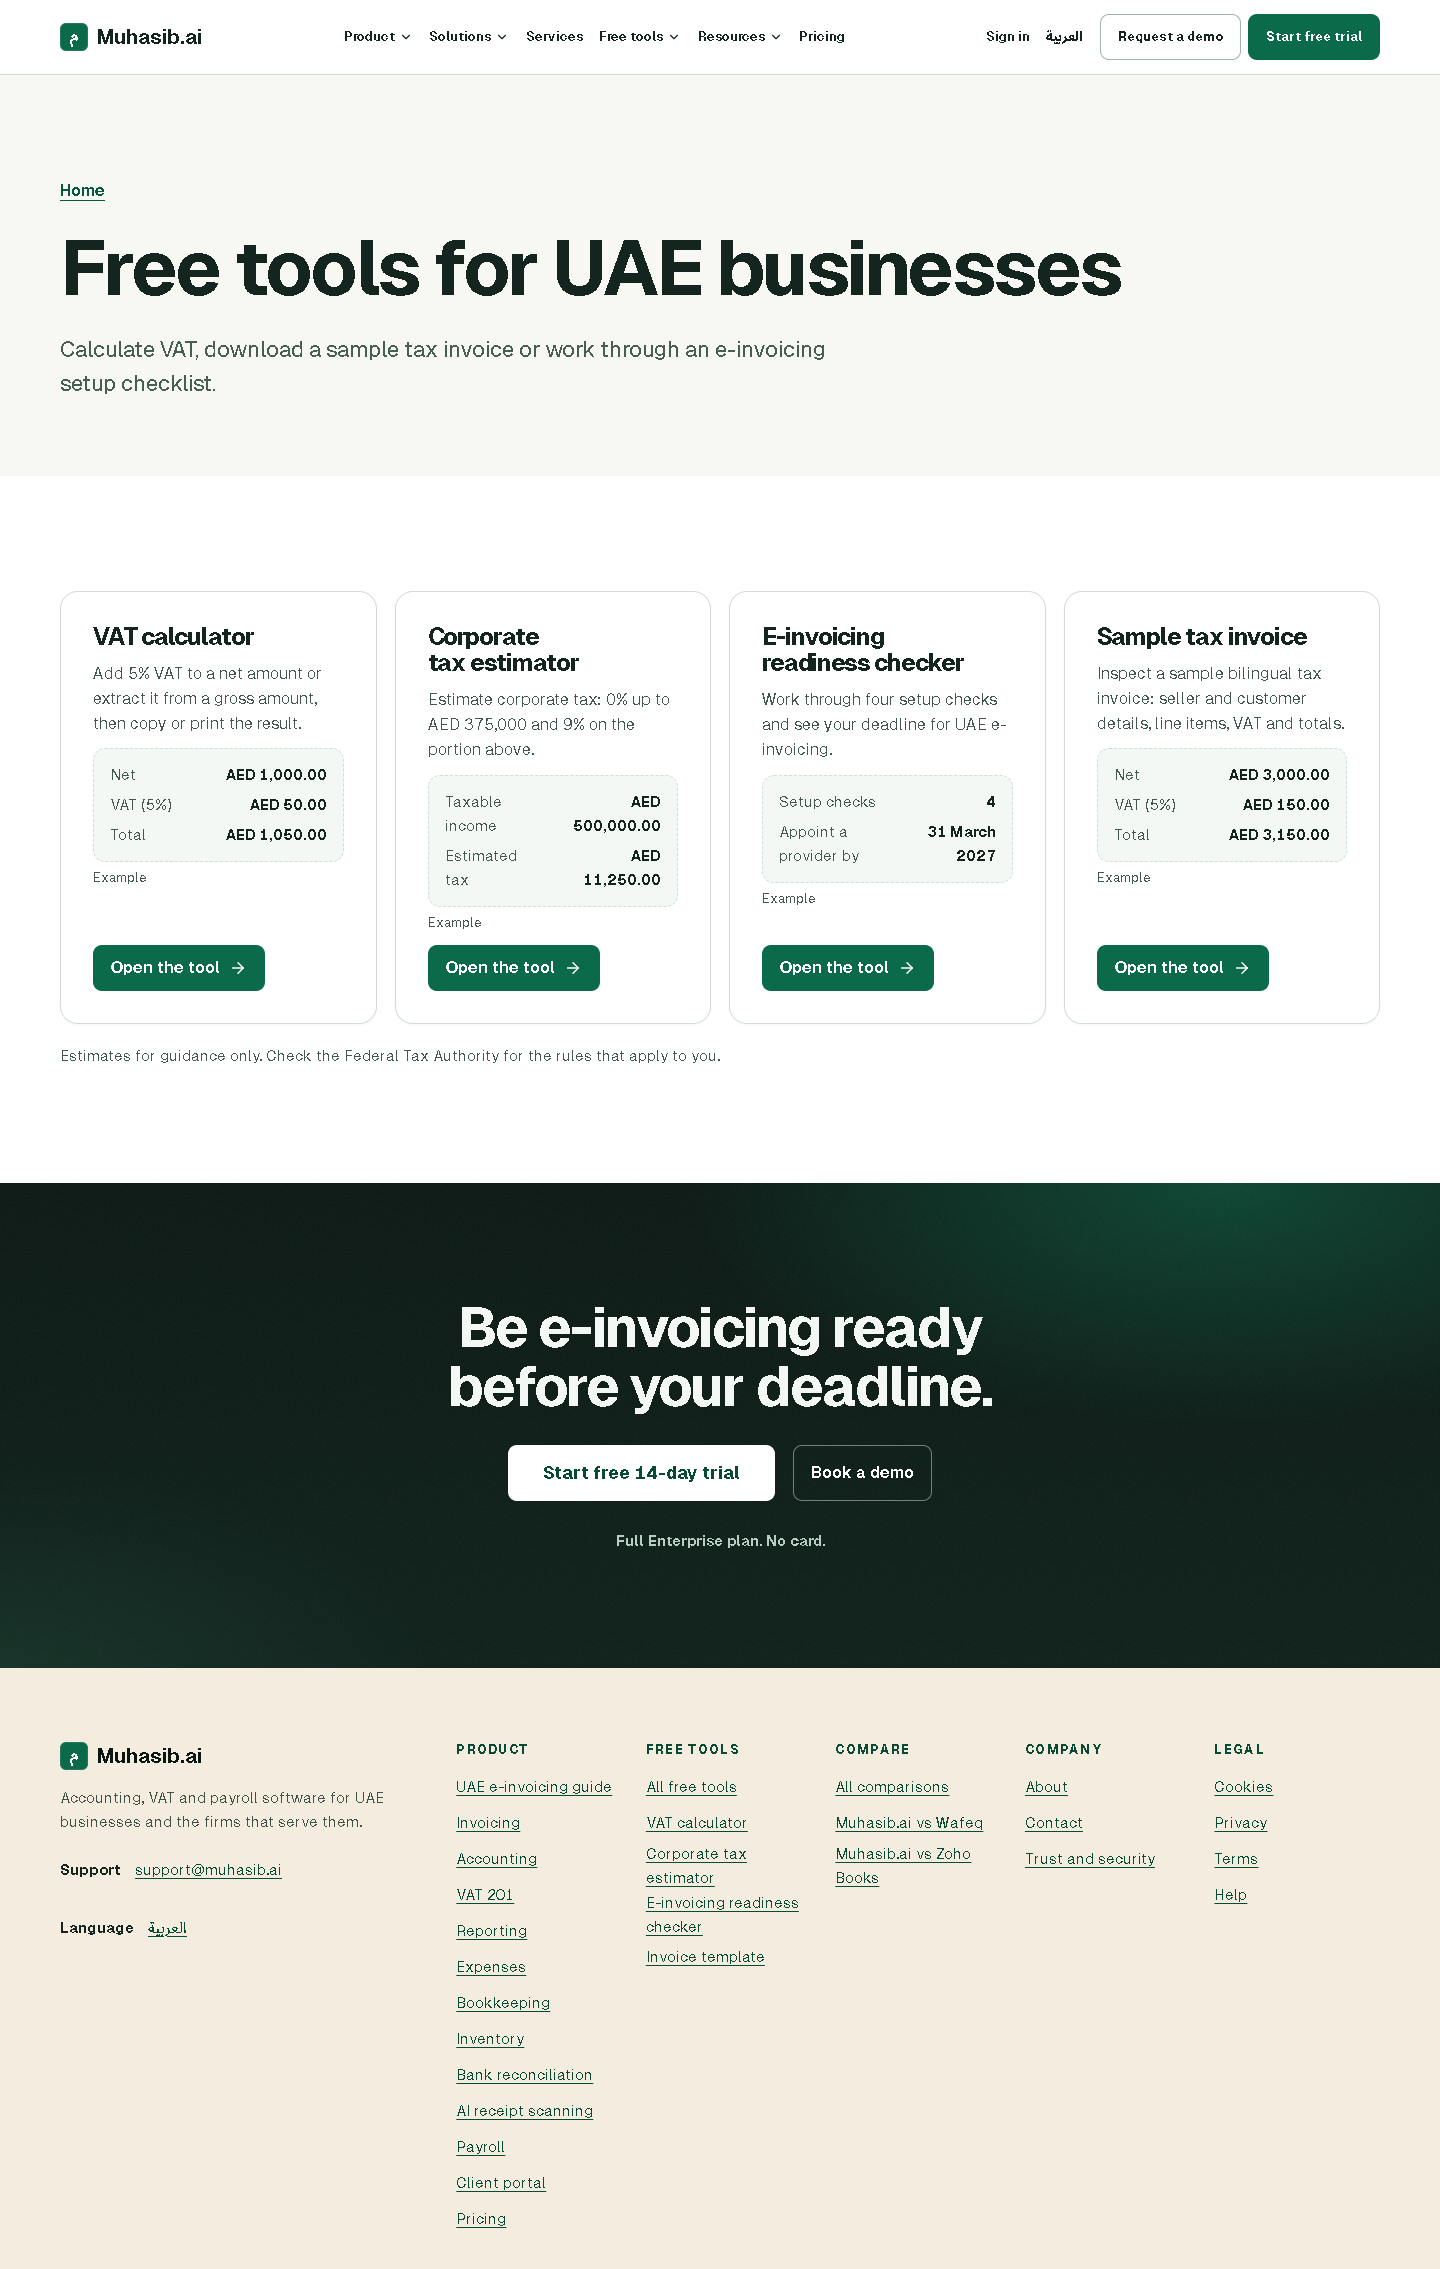 م Muhasib.ai
Product Solutions Services Free tools Resources Pricing
Sign in العربية Request a demo Start free trial
Home
Free tools for UAE businesses
Calculate VAT, download a sample tax invoice or work through an e-invoicing
setup checklist.
VAT calculator
Add 5% VAT to a net amount or
extract it from a gross amount,
then copy or print the result.
Net AED 1,000.00
VAT (5%) AED 50.00
Total AED 1,050.00
Example
Open the tool
Corporate
tax estimator
Estimate corporate tax: 0% up to
AED 375,000 and 9% on the
portion above.
Taxable AED
income 500,000.00
Estimated AED
tax 11,250.00
Example
Open the tool
E-invoicing
readiness checker
Work through four setup checks
and see your deadline for UAE e-
invoicing.
Setup checks 4
Appoint a 31 March
provider by 2027
Example
Open the tool
Sample tax invoice
Inspect a sample bilingual tax
invoice: seller and customer
details, line items, VAT and totals.
Net AED 3,000.00
VAT (5%) AED 150.00
Total AED 3,150.00
Example
Open the tool
Estimates for guidance only. Check the Federal Tax Authority for the rules that apply to you.
Be e-invoicing ready
before your deadline.
Start free 14-day trial Book a demo
Full Enterprise plan. No card.
م Muhasib.ai
Accounting, VAT and payroll software for UAE
businesses and the firms that serve them.
Support support@muhasib.ai
Language العربية
PRODUCT
UAE e-invoicing guide
Invoicing
Accounting
VAT 201
Reporting
Expenses
Bookkeeping
Inventory
Bank reconciliation
AI receipt scanning
Payroll
Client portal
Pricing
FREE TOOLS
All free tools
VAT calculator
Corporate tax
estimator
E-invoicing readiness
checker
Invoice template
COMPARE
All comparisons
Muhasib.ai vs Wafeq
Muhasib.ai vs Zoho
Books
COMPANY
About
Contact
Trust and security
LEGAL
Cookies
Privacy
Terms
Help